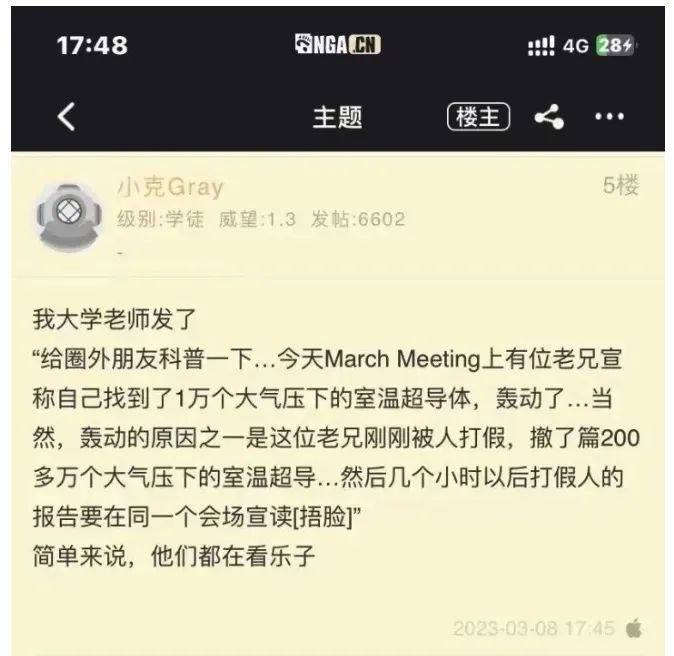 17:48
NGA.CN
4G
28
主题
楼主
小克Gray
5楼
级别:学徒 威望:1.3 发帖:6602
-
我大学老师发了
“给圈外朋友科普一下…今天March Meeting上有位老兄宣
称自己找到了1万个大气压下的室温超导体，轰动了…当
然，轰动的原因之一是这位老兄刚刚被人打假，撤了篇200
多万个大气压下的室温超导…然后几个小时以后打假人的
报告要在同一个会场宣读[捂脸]”
简单来说，他们都在看乐子
2023-03-08 17:45